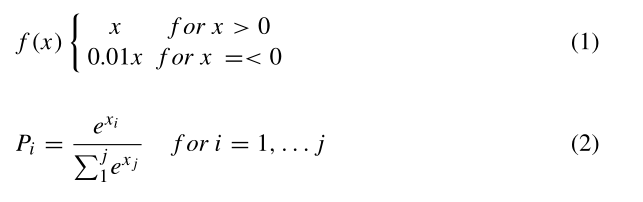 f(x) { x for x > 0
0.01x for x =< 0 (1)
P_i = e^{x_i} / ∑_1^j e^{x_j} for i = 1, ... j (2)